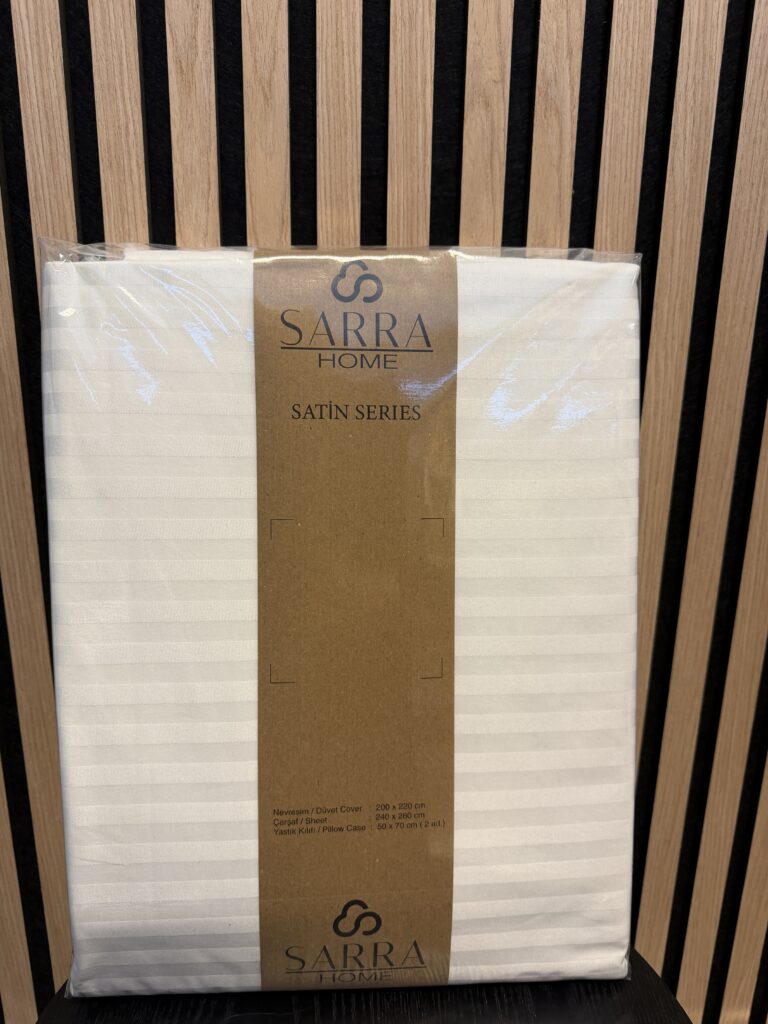 SARRA
HOME
SATİN SERIES
Nevresim / Düvet Cover : 200 x 220 cm
Çarşaf / Sheet : 240 x 260 cm
Yastık Kılıfı / Pillow Case : 50 x 70 cm ( 2 ad.)
SARRA
HOME